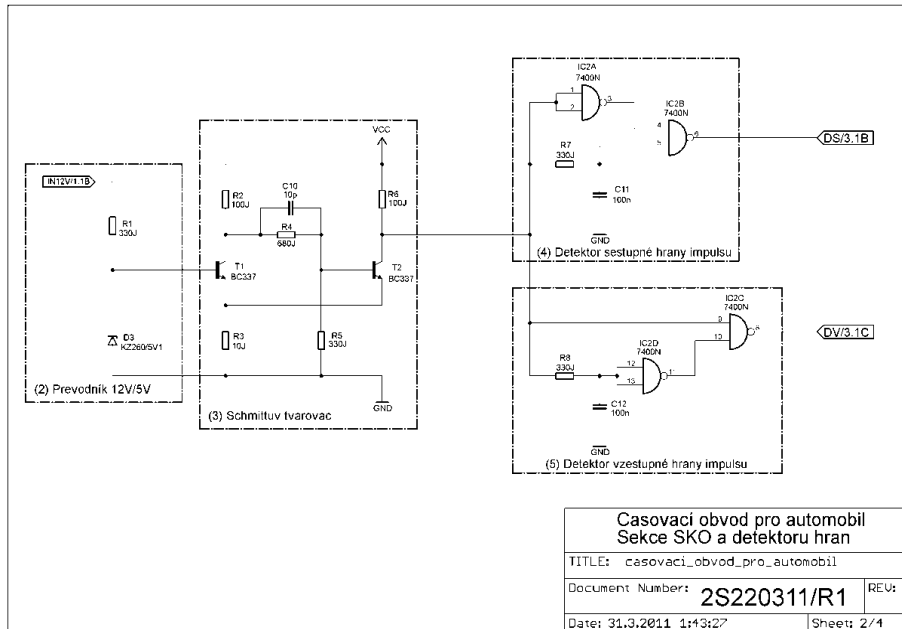 IN12V/1.1B
R1
330J
D3
KZ260/5V1
(2) Prevodník 12V/5V
VCC
R2
100J
C10
10p
R4
680J
R6
100J
T1
BC337
T2
BC337
R3
10J
R5
330J
GND
(3) Schmittuv tvarovac
IC2A
7400N
1
2
3
IC2B
7400N
4
5
6
DS/3.1B
R7
330J
C11
100n
GND
(4) Detektor sestupné hrany impulsu
IC2C
7400N
9
10
8
DV/3.1C
IC2D
7400N
12
13
11
R8
330J
C12
100n
GND
(5) Detektor vzestupné hrany impulsu
Casovací obvod pro automobil
Sekce SKO a detektoru hran
TITLE: casovaci_obvod_pro_automobil
Document Number: 2S220311/R1
REV:
Date: 31.3.2011 1:43:27
Sheet: 2/4